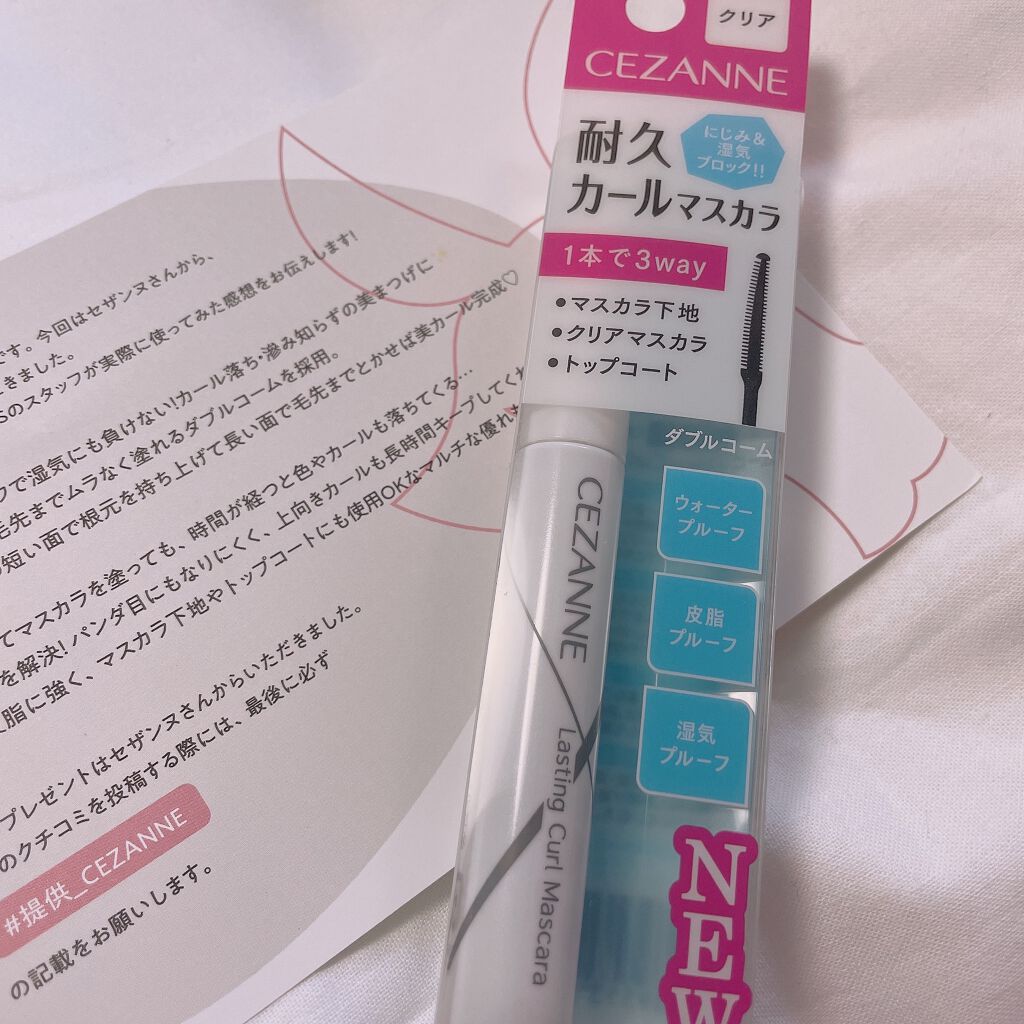 クリア
CEZANNE
耐久
カールマスカラ
にじみ&
湿気
ブロック!!
1本で3way
•マスカラ下地
•クリアマスカラ
•トップコート
ダブルコーム
ウォーター
プルーフ
皮脂
プルーフ
湿気
プルーフ
NEW
CEZANNE
Lasting Curl Mascara
です。今回はセザンヌさんから、
きました。
Sのスタッフが実際に使ってみた感想をお伝えします!
フで湿気にも負けない!カール落ち・滲み知らずの美まつげに
毛先までムラなく塗れるダブルコームを採用。
の短い面で根元を持ち上げて長い面で毛先までとかせば美カール完成♡
てマスカラを塗っても、時間が経つと色やカールも落ちてくる…
を解決!パンダ目にもなりにくく、上向きカールも長時間キープしてくれ
皮脂に強く、マスカラ下地やトップコートにも使用OKなマルチな優れも
プレゼントはセザンヌさんからいただきました。
のクチコミを投稿する際には、最後に必ず
#提供_CEZANNE
の記載をお願いします。